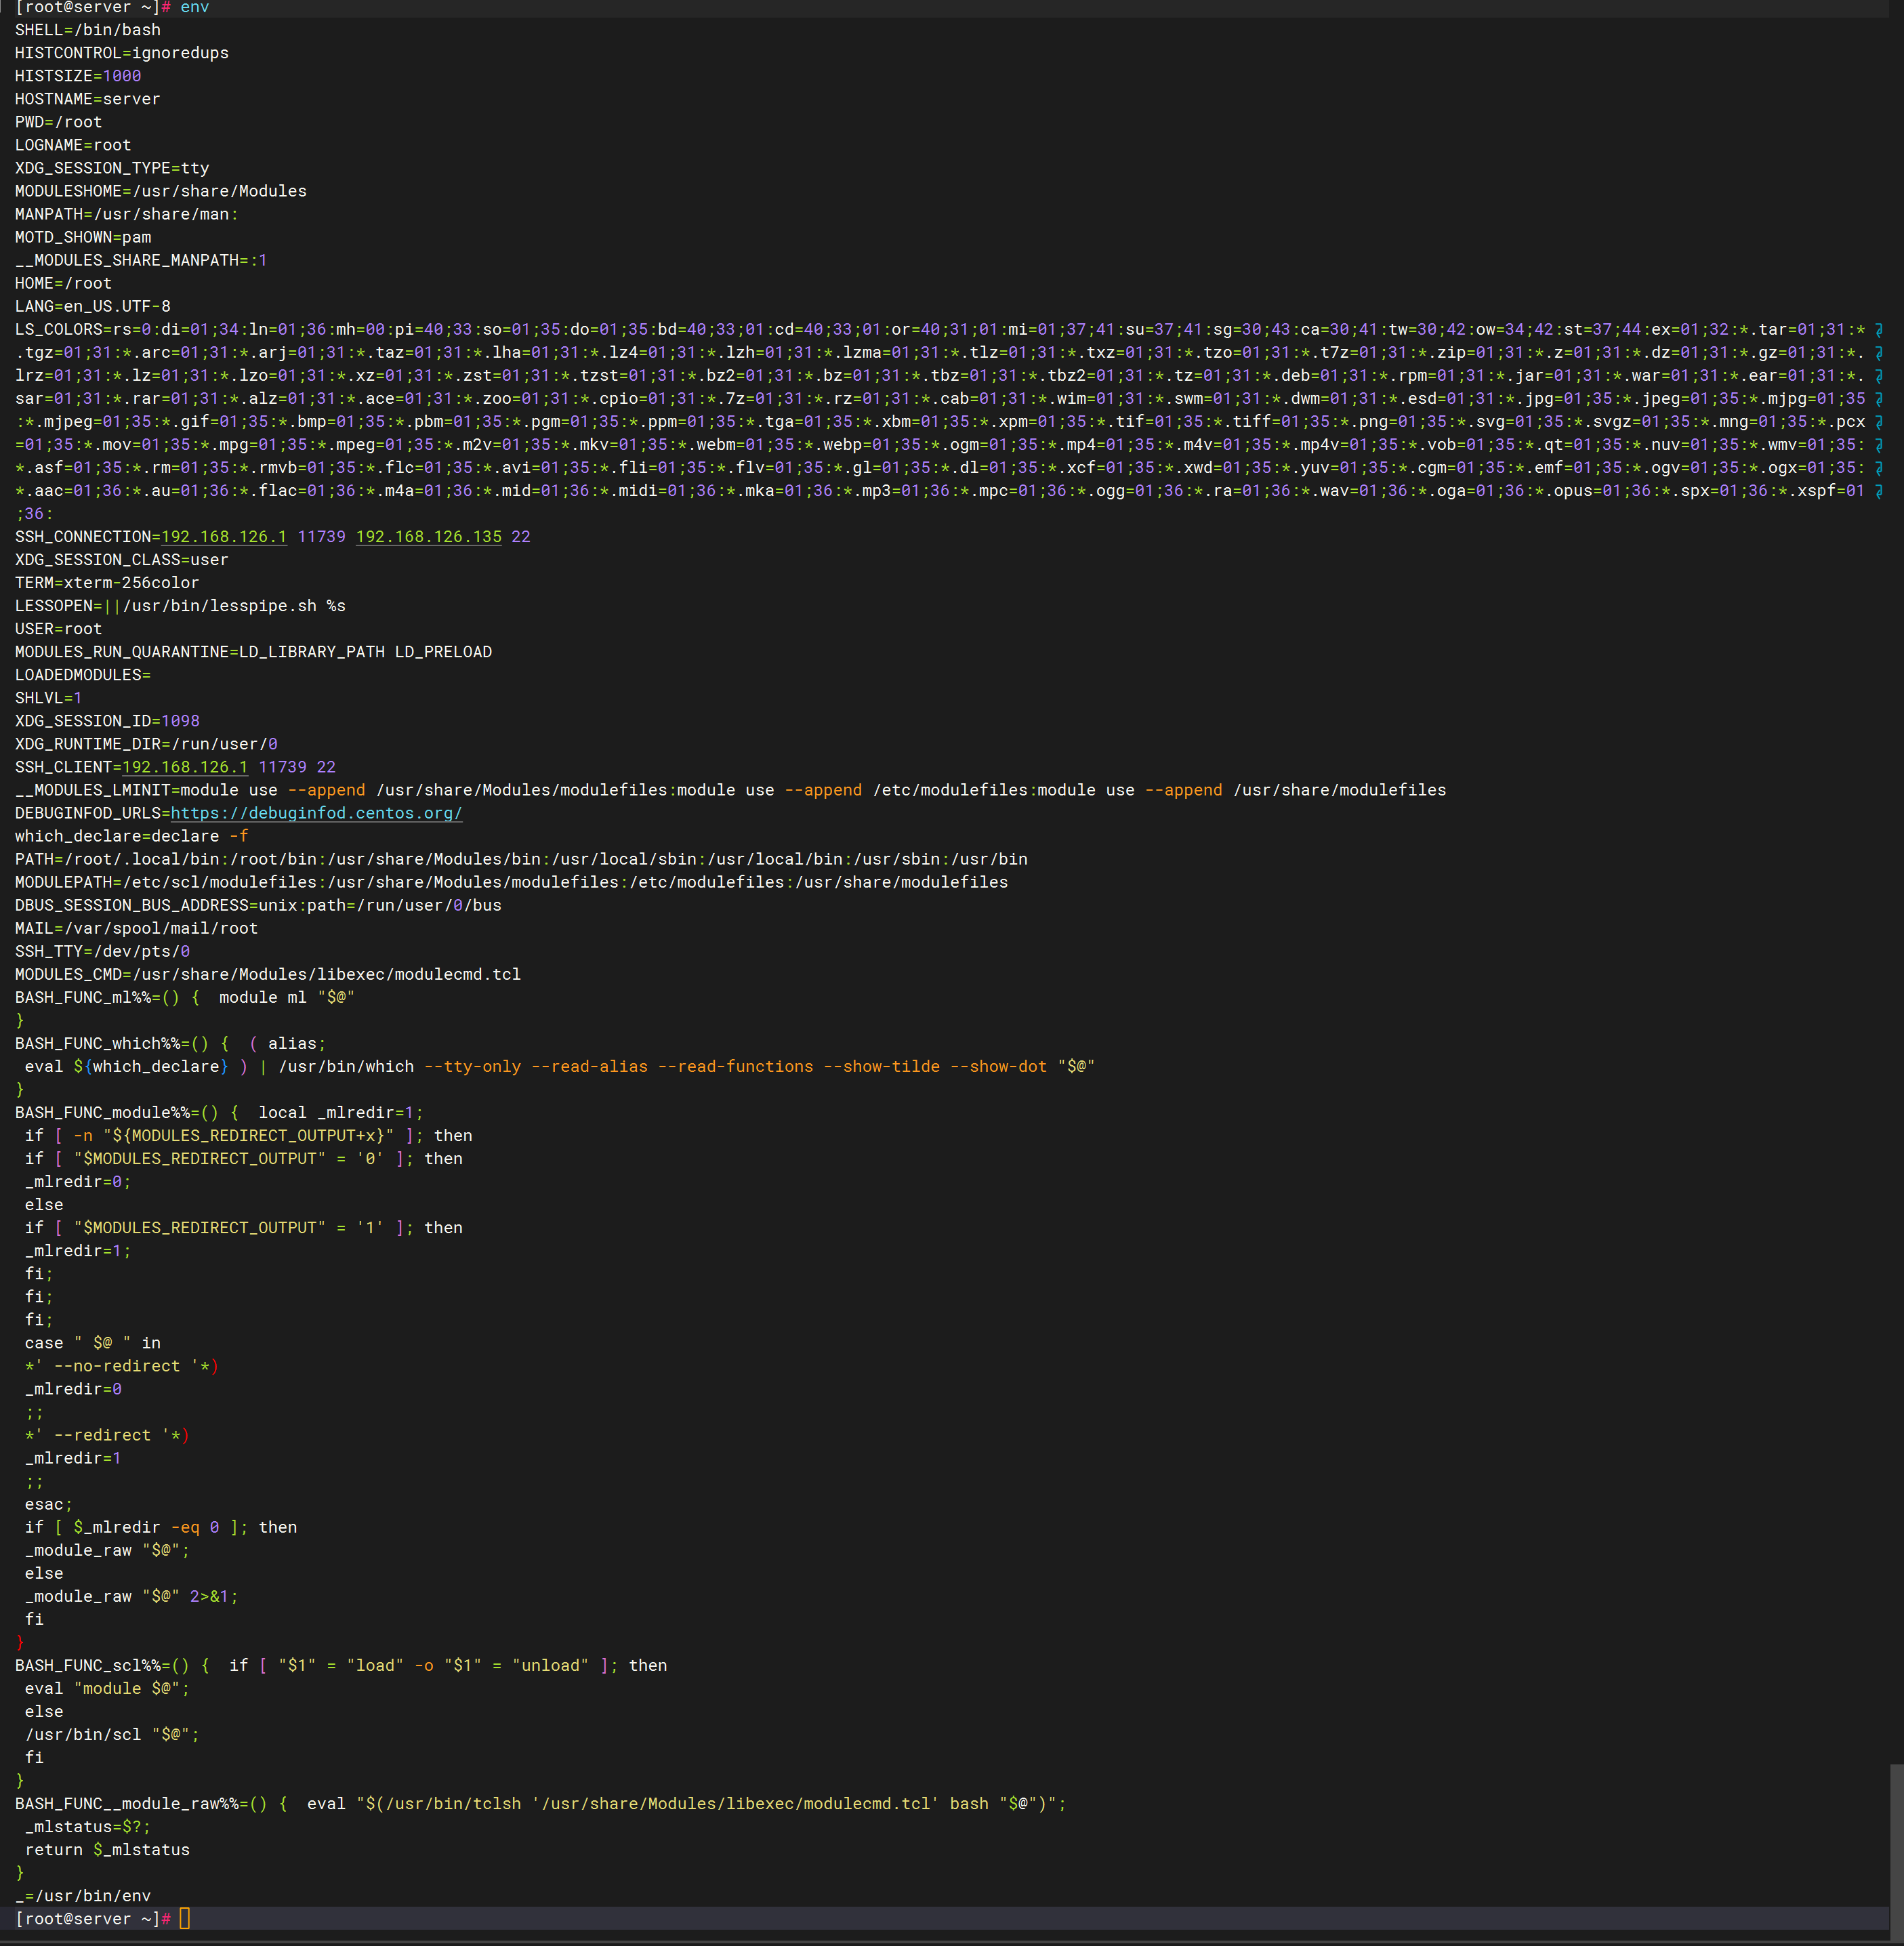 [root@server ~]# env
SHELL=/bin/bash
HISTCONTROL=ignoredups
HISTSIZE=1000
HOSTNAME=server
PWD=/root
LOGNAME=root
XDG_SESSION_TYPE=tty
MODULESHOME=/usr/share/Modules
MANPATH=/usr/share/man:
MOTD_SHOWN=pam
__MODULES_SHARE_MANPATH=:1
HOME=/root
LANG=en_US.UTF-8
LS_COLORS=rs=0:di=01;34:ln=01;36:mh=00:pi=40;33:so=01;35:do=01;35:bd=40;33;01:cd=40;33;01:or=40;31;01:mi=01;37;41:su=37;41:sg=30;43:ca=30;41:tw=30;42:ow=34;42:st=37;44:ex=01;32:*.tar=01;31:*
.tgz=01;31:*.arc=01;31:*.arj=01;31:*.taz=01;31:*.lha=01;31:*.lz4=01;31:*.lzh=01;31:*.lzma=01;31:*.tlz=01;31:*.txz=01;31:*.tzo=01;31:*.t7z=01;31:*.zip=01;31:*.z=01;31:*.dz=01;31:*.gz=01;31:*.
lrz=01;31:*.lz=01;31:*.lzo=01;31:*.xz=01;31:*.zst=01;31:*.tzst=01;31:*.bz2=01;31:*.bz=01;31:*.tbz=01;31:*.tbz2=01;31:*.tz=01;31:*.deb=01;31:*.rpm=01;31:*.jar=01;31:*.war=01;31:*.ear=01;31:*.
sar=01;31:*.rar=01;31:*.alz=01;31:*.ace=01;31:*.zoo=01;31:*.cpio=01;31:*.7z=01;31:*.rz=01;31:*.cab=01;31:*.wim=01;31:*.swm=01;31:*.dwm=01;31:*.esd=01;31:*.jpg=01;35:*.jpeg=01;35:*.mjpg=01;35
:*.mjpeg=01;35:*.gif=01;35:*.bmp=01;35:*.pbm=01;35:*.pgm=01;35:*.ppm=01;35:*.tga=01;35:*.xbm=01;35:*.xpm=01;35:*.tif=01;35:*.tiff=01;35:*.png=01;35:*.svg=01;35:*.svgz=01;35:*.mng=01;35:*.pcx
=01;35:*.mov=01;35:*.mpg=01;35:*.mpeg=01;35:*.m2v=01;35:*.mkv=01;35:*.webm=01;35:*.webp=01;35:*.ogm=01;35:*.mp4=01;35:*.m4v=01;35:*.mp4v=01;35:*.vob=01;35:*.qt=01;35:*.nuv=01;35:*.wmv=01;35:
*.asf=01;35:*.rm=01;35:*.rmvb=01;35:*.flc=01;35:*.avi=01;35:*.fli=01;35:*.flv=01;35:*.gl=01;35:*.dl=01;35:*.xcf=01;35:*.xwd=01;35:*.yuv=01;35:*.cgm=01;35:*.emf=01;35:*.ogv=01;35:*.ogx=01;35:
*.aac=01;36:*.au=01;36:*.flac=01;36:*.m4a=01;36:*.mid=01;36:*.midi=01;36:*.mka=01;36:*.mp3=01;36:*.mpc=01;36:*.ogg=01;36:*.ra=01;36:*.wav=01;36:*.oga=01;36:*.opus=01;36:*.spx=01;36:*.xspf=01
;36:
SSH_CONNECTION=192.168.126.1 11739 192.168.126.135 22
XDG_SESSION_CLASS=user
TERM=xterm-256color
LESSOPEN=||/usr/bin/lesspipe.sh %s
USER=root
MODULES_RUN_QUARANTINE=LD_LIBRARY_PATH LD_PRELOAD
LOADEDMODULES=
SHLVL=1
XDG_SESSION_ID=1098
XDG_RUNTIME_DIR=/run/user/0
SSH_CLIENT=192.168.126.1 11739 22
__MODULES_LMINIT=module use --append /usr/share/Modules/modulefiles:module use --append /etc/modulefiles:module use --append /usr/share/modulefiles
DEBUGINFOD_URLS=https://debuginfod.centos.org/
which_declare=declare -f
PATH=/root/.local/bin:/root/bin:/usr/share/Modules/bin:/usr/local/sbin:/usr/local/bin:/usr/sbin:/usr/bin
MODULEPATH=/etc/scl/modulefiles:/usr/share/Modules/modulefiles:/etc/modulefiles:/usr/share/modulefiles
DBUS_SESSION_BUS_ADDRESS=unix:path=/run/user/0/bus
MAIL=/var/spool/mail/root
SSH_TTY=/dev/pts/0
MODULES_CMD=/usr/share/Modules/libexec/modulecmd.tcl
BASH_FUNC_ml%%=() {  module ml "$@"
}
BASH_FUNC_which%%=() {  ( alias;
 eval ${which_declare} ) | /usr/bin/which --tty-only --read-alias --read-functions --show-tilde --show-dot "$@"
}
BASH_FUNC_module%%=() {  local _mlredir=1;
 if [ -n "${MODULES_REDIRECT_OUTPUT+x}" ]; then
 if [ "$MODULES_REDIRECT_OUTPUT" = '0' ]; then
 _mlredir=0;
 else
 if [ "$MODULES_REDIRECT_OUTPUT" = '1' ]; then
 _mlredir=1;
 fi;
 fi;
 fi;
 case " $@ " in
 *' --no-redirect '*)
 _mlredir=0
 ;;
 *' --redirect '*)
 _mlredir=1
 ;;
 esac;
 if [ $_mlredir -eq 0 ]; then
 _module_raw "$@";
 else
 _module_raw "$@" 2>&1;
 fi
}
BASH_FUNC_scl%%=() {  if [ "$1" = "load" -o "$1" = "unload" ]; then
 eval "module $@";
 else
 /usr/bin/scl "$@";
 fi
}
BASH_FUNC__module_raw%%=() {  eval "$(/usr/bin/tclsh '/usr/share/Modules/libexec/modulecmd.tcl' bash "$@")";
 _mlstatus=$?;
 return $_mlstatus
}
_=/usr/bin/env
[root@server ~]#